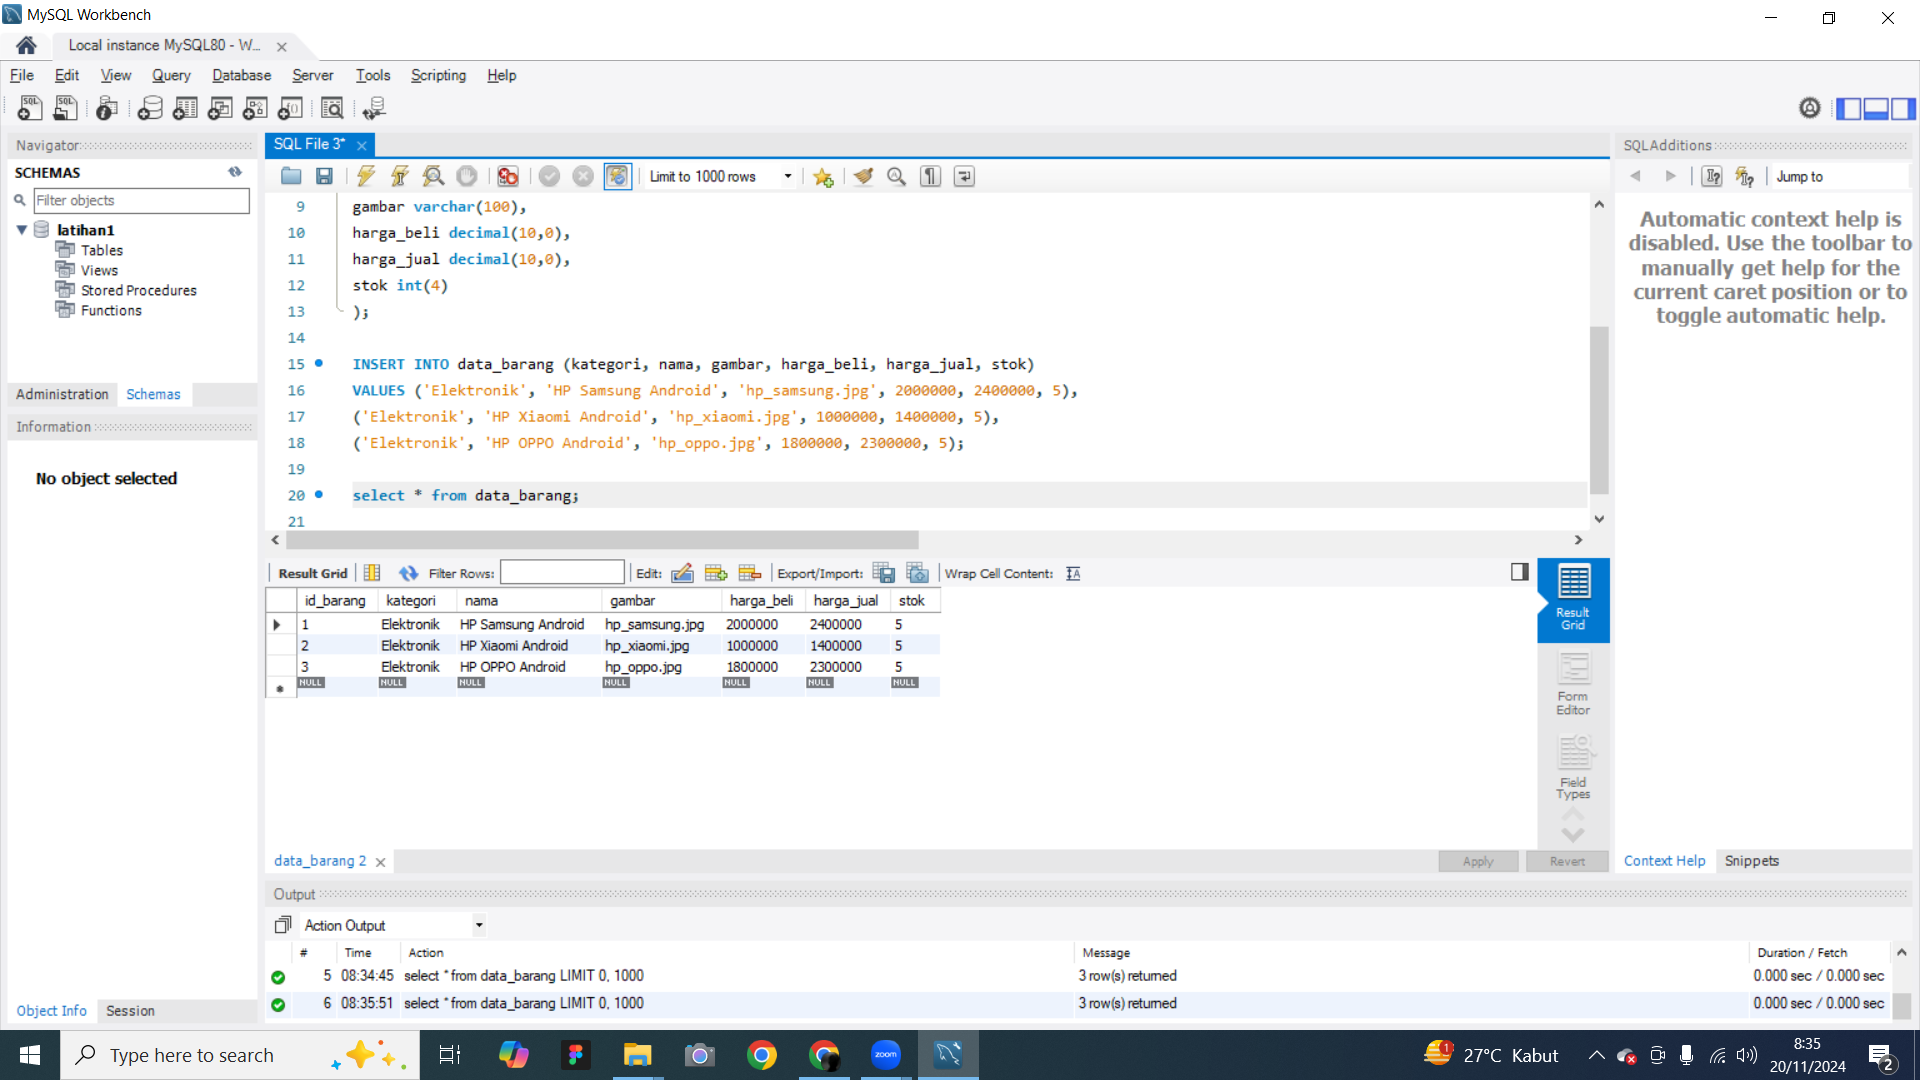 MySQL Workbench
Local instance MySQL80 - W...
File Edit View Query Database Server Tools Scripting Help
Navigator
SCHEMAS
Filter objects
latihan1
Tables
Views
Stored Procedures
Functions
Administration Schemas
Information
No object selected
Object Info Session
SQL File 3*
Limit to 1000 rows
9 gambar varchar(100),
10 harga_beli decimal(10,0),
11 harga_jual decimal(10,0),
12 stok int(4)
13 );
14
15 INSERT INTO data_barang (kategori, nama, gambar, harga_beli, harga_jual, stok)
16 VALUES ('Elektronik', 'HP Samsung Android', 'hp_samsung.jpg', 2000000, 2400000, 5),
17 ('Elektronik', 'HP Xiaomi Android', 'hp_xiaomi.jpg', 1000000, 1400000, 5),
18 ('Elektronik', 'HP OPPO Android', 'hp_oppo.jpg', 1800000, 2300000, 5);
19
20 select * from data_barang;
21
Result Grid Filter Rows: Edit: Export/Import: Wrap Cell Content:
id_barang kategori nama gambar harga_beli harga_jual stok
1 Elektronik HP Samsung Android hp_samsung.jpg 2000000 2400000 5
2 Elektronik HP Xiaomi Android hp_xiaomi.jpg 1000000 1400000 5
3 Elektronik HP OPPO Android hp_oppo.jpg 1800000 2300000 5
NULL NULL NULL NULL NULL NULL NULL
Result
Grid
Form
Editor
Field
Types
data_barang 2
Apply Revert
SQLAdditions
Jump to
Automatic context help is
disabled. Use the toolbar to
manually get help for the
current caret position or to
toggle automatic help.
Context Help Snippets
Output
Action Output
# Time Action Message Duration / Fetch
5 08:34:45 select * from data_barang LIMIT 0, 1000 3 row(s) returned 0.000 sec / 0.000 sec
6 08:35:51 select * from data_barang LIMIT 0, 1000 3 row(s) returned 0.000 sec / 0.000 sec
Type here to search
zoom
1
27°C Kabut
8:35
20/11/2024
2